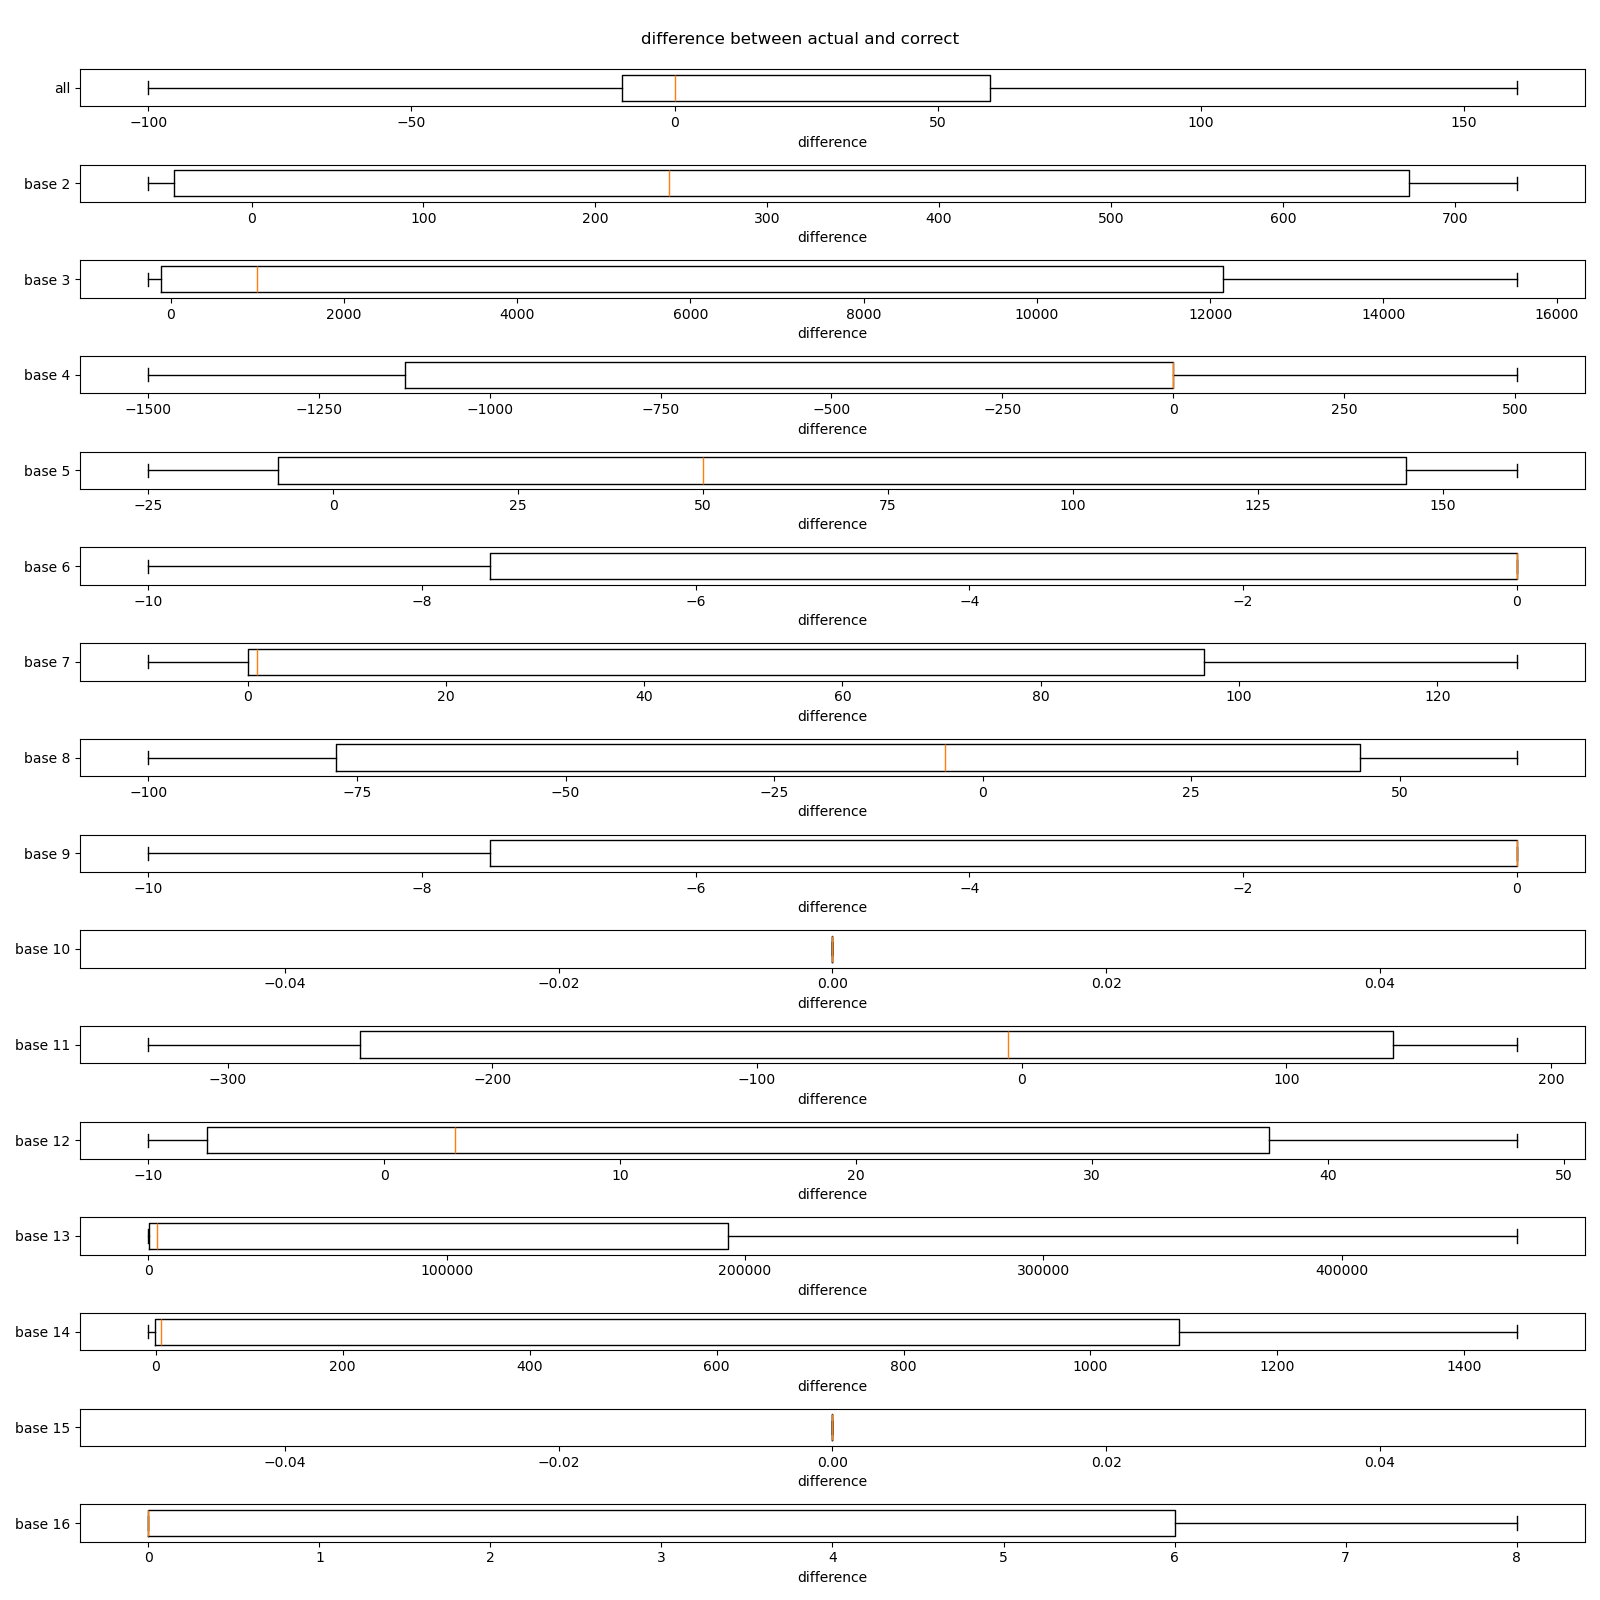 difference between actual and correct
all
−100 −50 0 50 100 150
difference
base 2
0 100 200 300 400 500 600 700
difference
base 3
0 2000 4000 6000 8000 10000 12000 14000 16000
difference
base 4
−1500 −1250 −1000 −750 −500 −250 0 250 500
difference
base 5
−25 0 25 50 75 100 125 150
difference
base 6
−10 −8 −6 −4 −2 0
difference
base 7
0 20 40 60 80 100 120
difference
base 8
−100 −75 −50 −25 0 25 50
difference
base 9
−10 −8 −6 −4 −2 0
difference
base 10
−0.04 −0.02 0.00 0.02 0.04
difference
base 11
−300 −200 −100 0 100 200
difference
base 12
−10 0 10 20 30 40 50
difference
base 13
0 100000 200000 300000 400000
difference
base 14
0 200 400 600 800 1000 1200 1400
difference
base 15
−0.04 −0.02 0.00 0.02 0.04
difference
base 16
0 1 2 3 4 5 6 7 8
difference